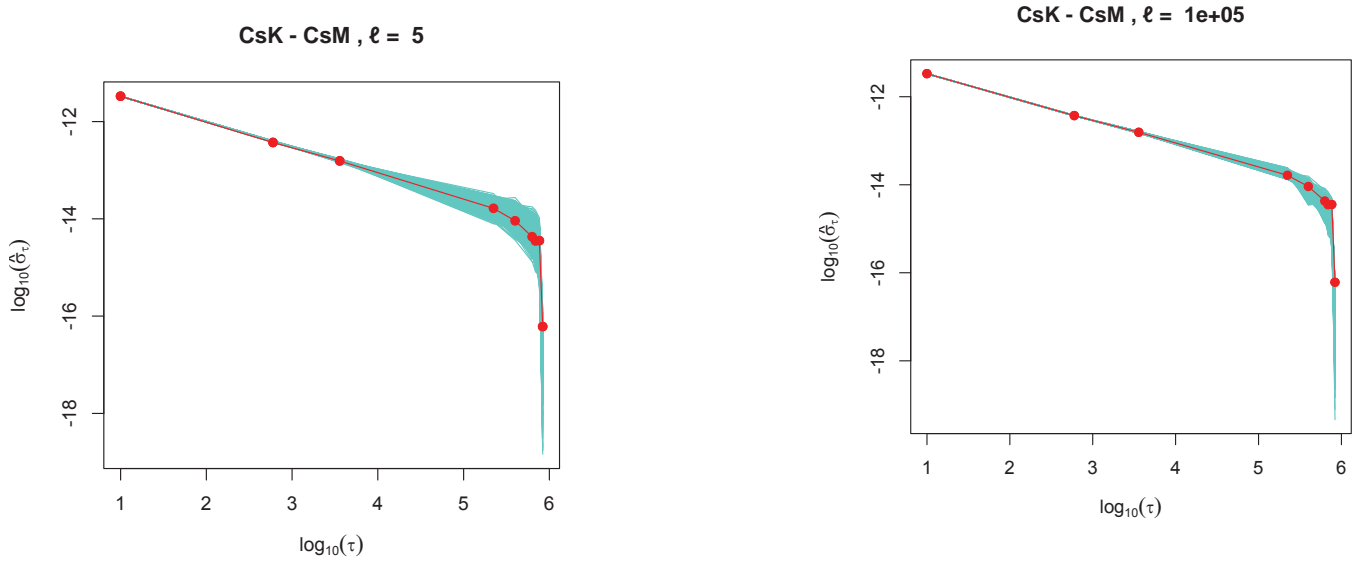 CsK - CsM , ℓ = 5
-12
-14
-16
-18
log₁₀(σ̂τ)
1 2 3 4 5 6
log₁₀(τ)
CsK - CsM , ℓ = 1e+05
-12
-14
-16
-18
log₁₀(σ̂τ)
1 2 3 4 5 6
log₁₀(τ)